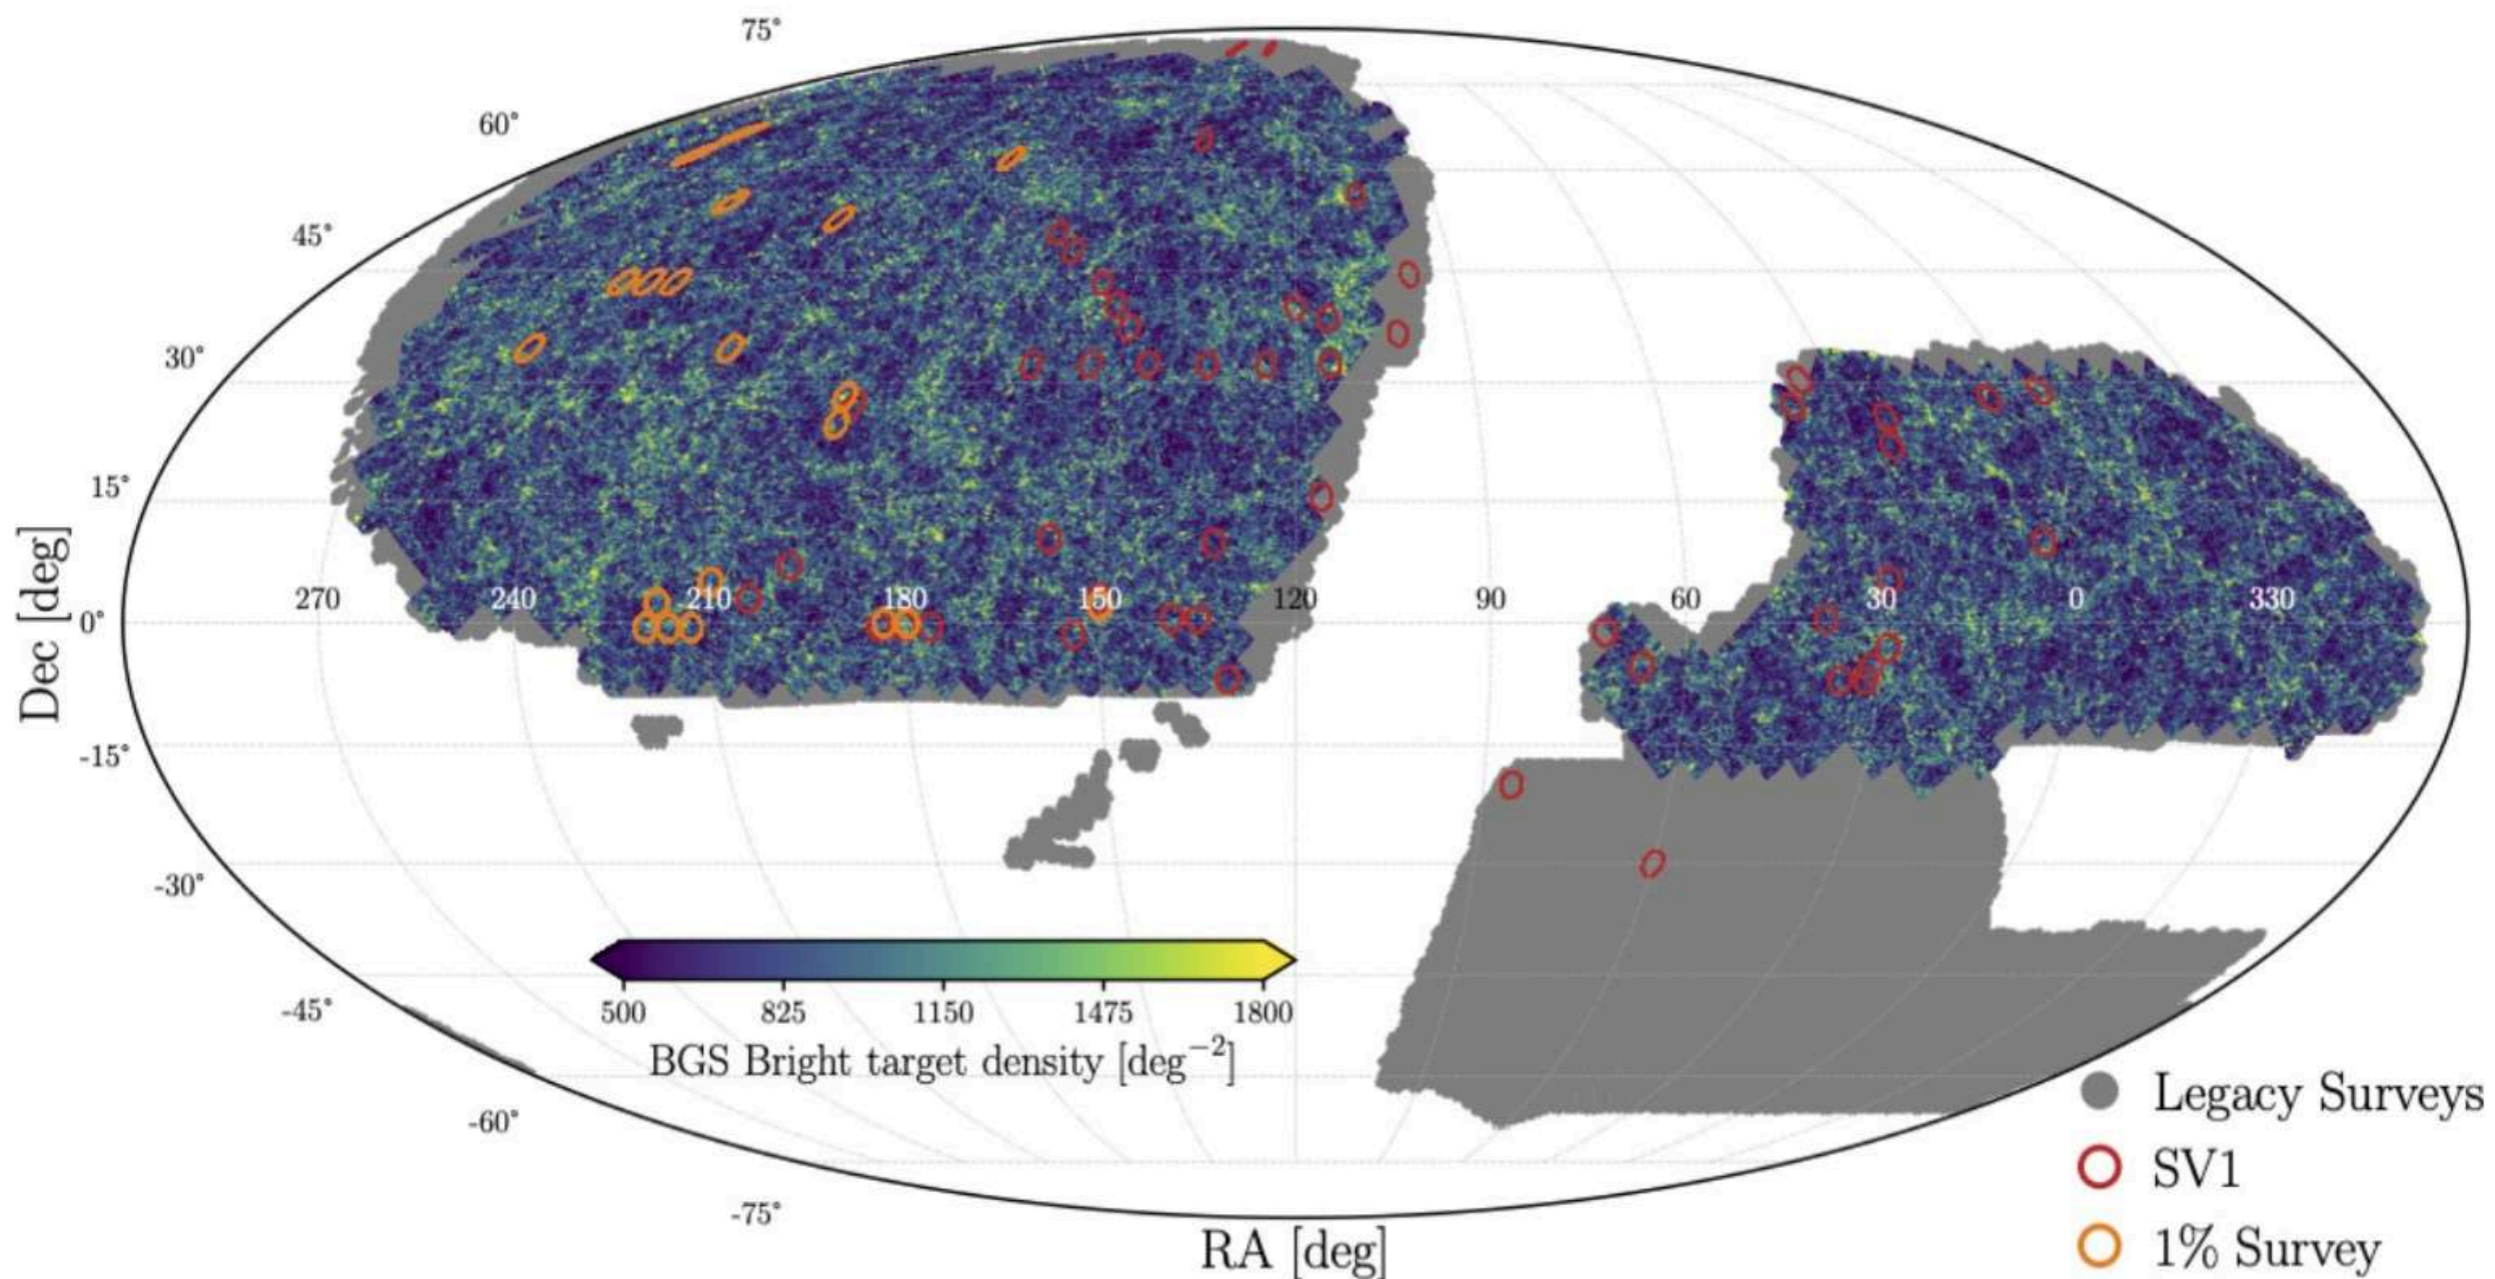 75°
60°
45°
30°
15°
270 240 210 180 150 120 90 60 30 0 330
0°
Dec [deg]
-15°
-30°
-45°
500 825 1150 1475 1800
BGS Bright target density [deg⁻²]
-60°
-75°
RA [deg]
Legacy Surveys
SV1
1% Survey